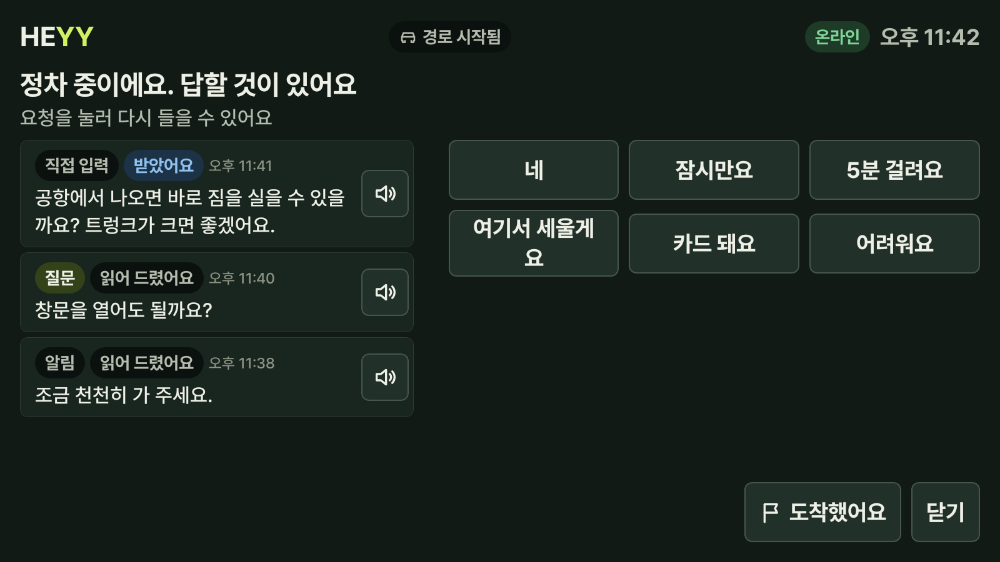 HEYY
경로 시작됨
온라인 오후 11:42
정차 중이에요. 답할 것이 있어요
요청을 눌러 다시 들을 수 있어요
직접 입력 받았어요 오후 11:41
공항에서 나오면 바로 짐을 실을 수 있을
까요? 트렁크가 크면 좋겠어요.
질문 읽어 드렸어요 오후 11:40
창문을 열어도 될까요?
알림 읽어 드렸어요 오후 11:38
조금 천천히 가 주세요.
네
잠시만요
5분 걸려요
여기서 세울게
요
카드 돼요
어려워요
도착했어요
닫기